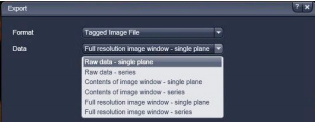 Export ? x
Format Tagged Image File
Data Full resolution image window - single plane
Raw data - single plane
Raw data - series
Contents of image window - single plane
Contents of image window - series
Full resolution image window - single plane
Full resolution image window - series